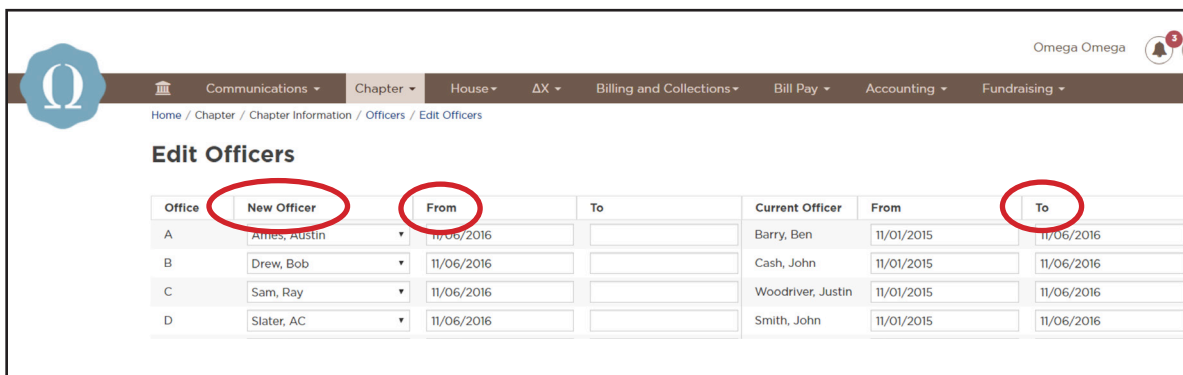 Omega Omega
3
Ω
Communications Chapter House ΔX Billing and Collections Bill Pay Accounting Fundraising
Home / Chapter / Chapter Information / Officers / Edit Officers
Edit Officers
Office New Officer From To Current Officer From To
A Ames, Austin 11/06/2016 Barry, Ben 11/01/2015 11/06/2016
B Drew, Bob 11/06/2016 Cash, John 11/01/2015 11/06/2016
C Sam, Ray 11/06/2016 Woodriver, Justin 11/01/2015 11/06/2016
D Slater, AC 11/06/2016 Smith, John 11/01/2015 11/06/2016